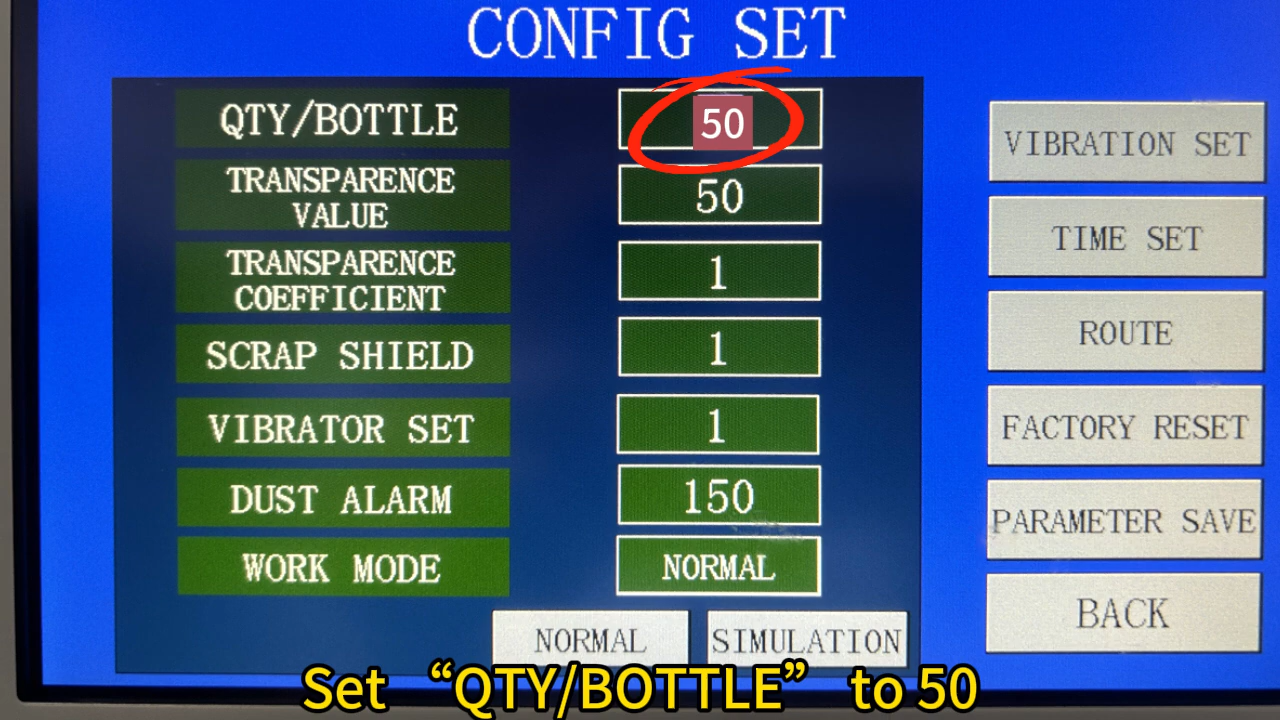 CONFIG SET
QTY/BOTTLE
50
TRANSPARENCE
VALUE
50
TRANSPARENCE
COEFFICIENT
1
SCRAP SHIELD
1
VIBRATOR SET
1
DUST ALARM
150
WORK MODE
NORMAL
NORMAL
SIMULATION
VIBRATION SET
TIME SET
ROUTE
FACTORY RESET
PARAMETER SAVE
BACK
Set “QTY/BOTTLE” to 50